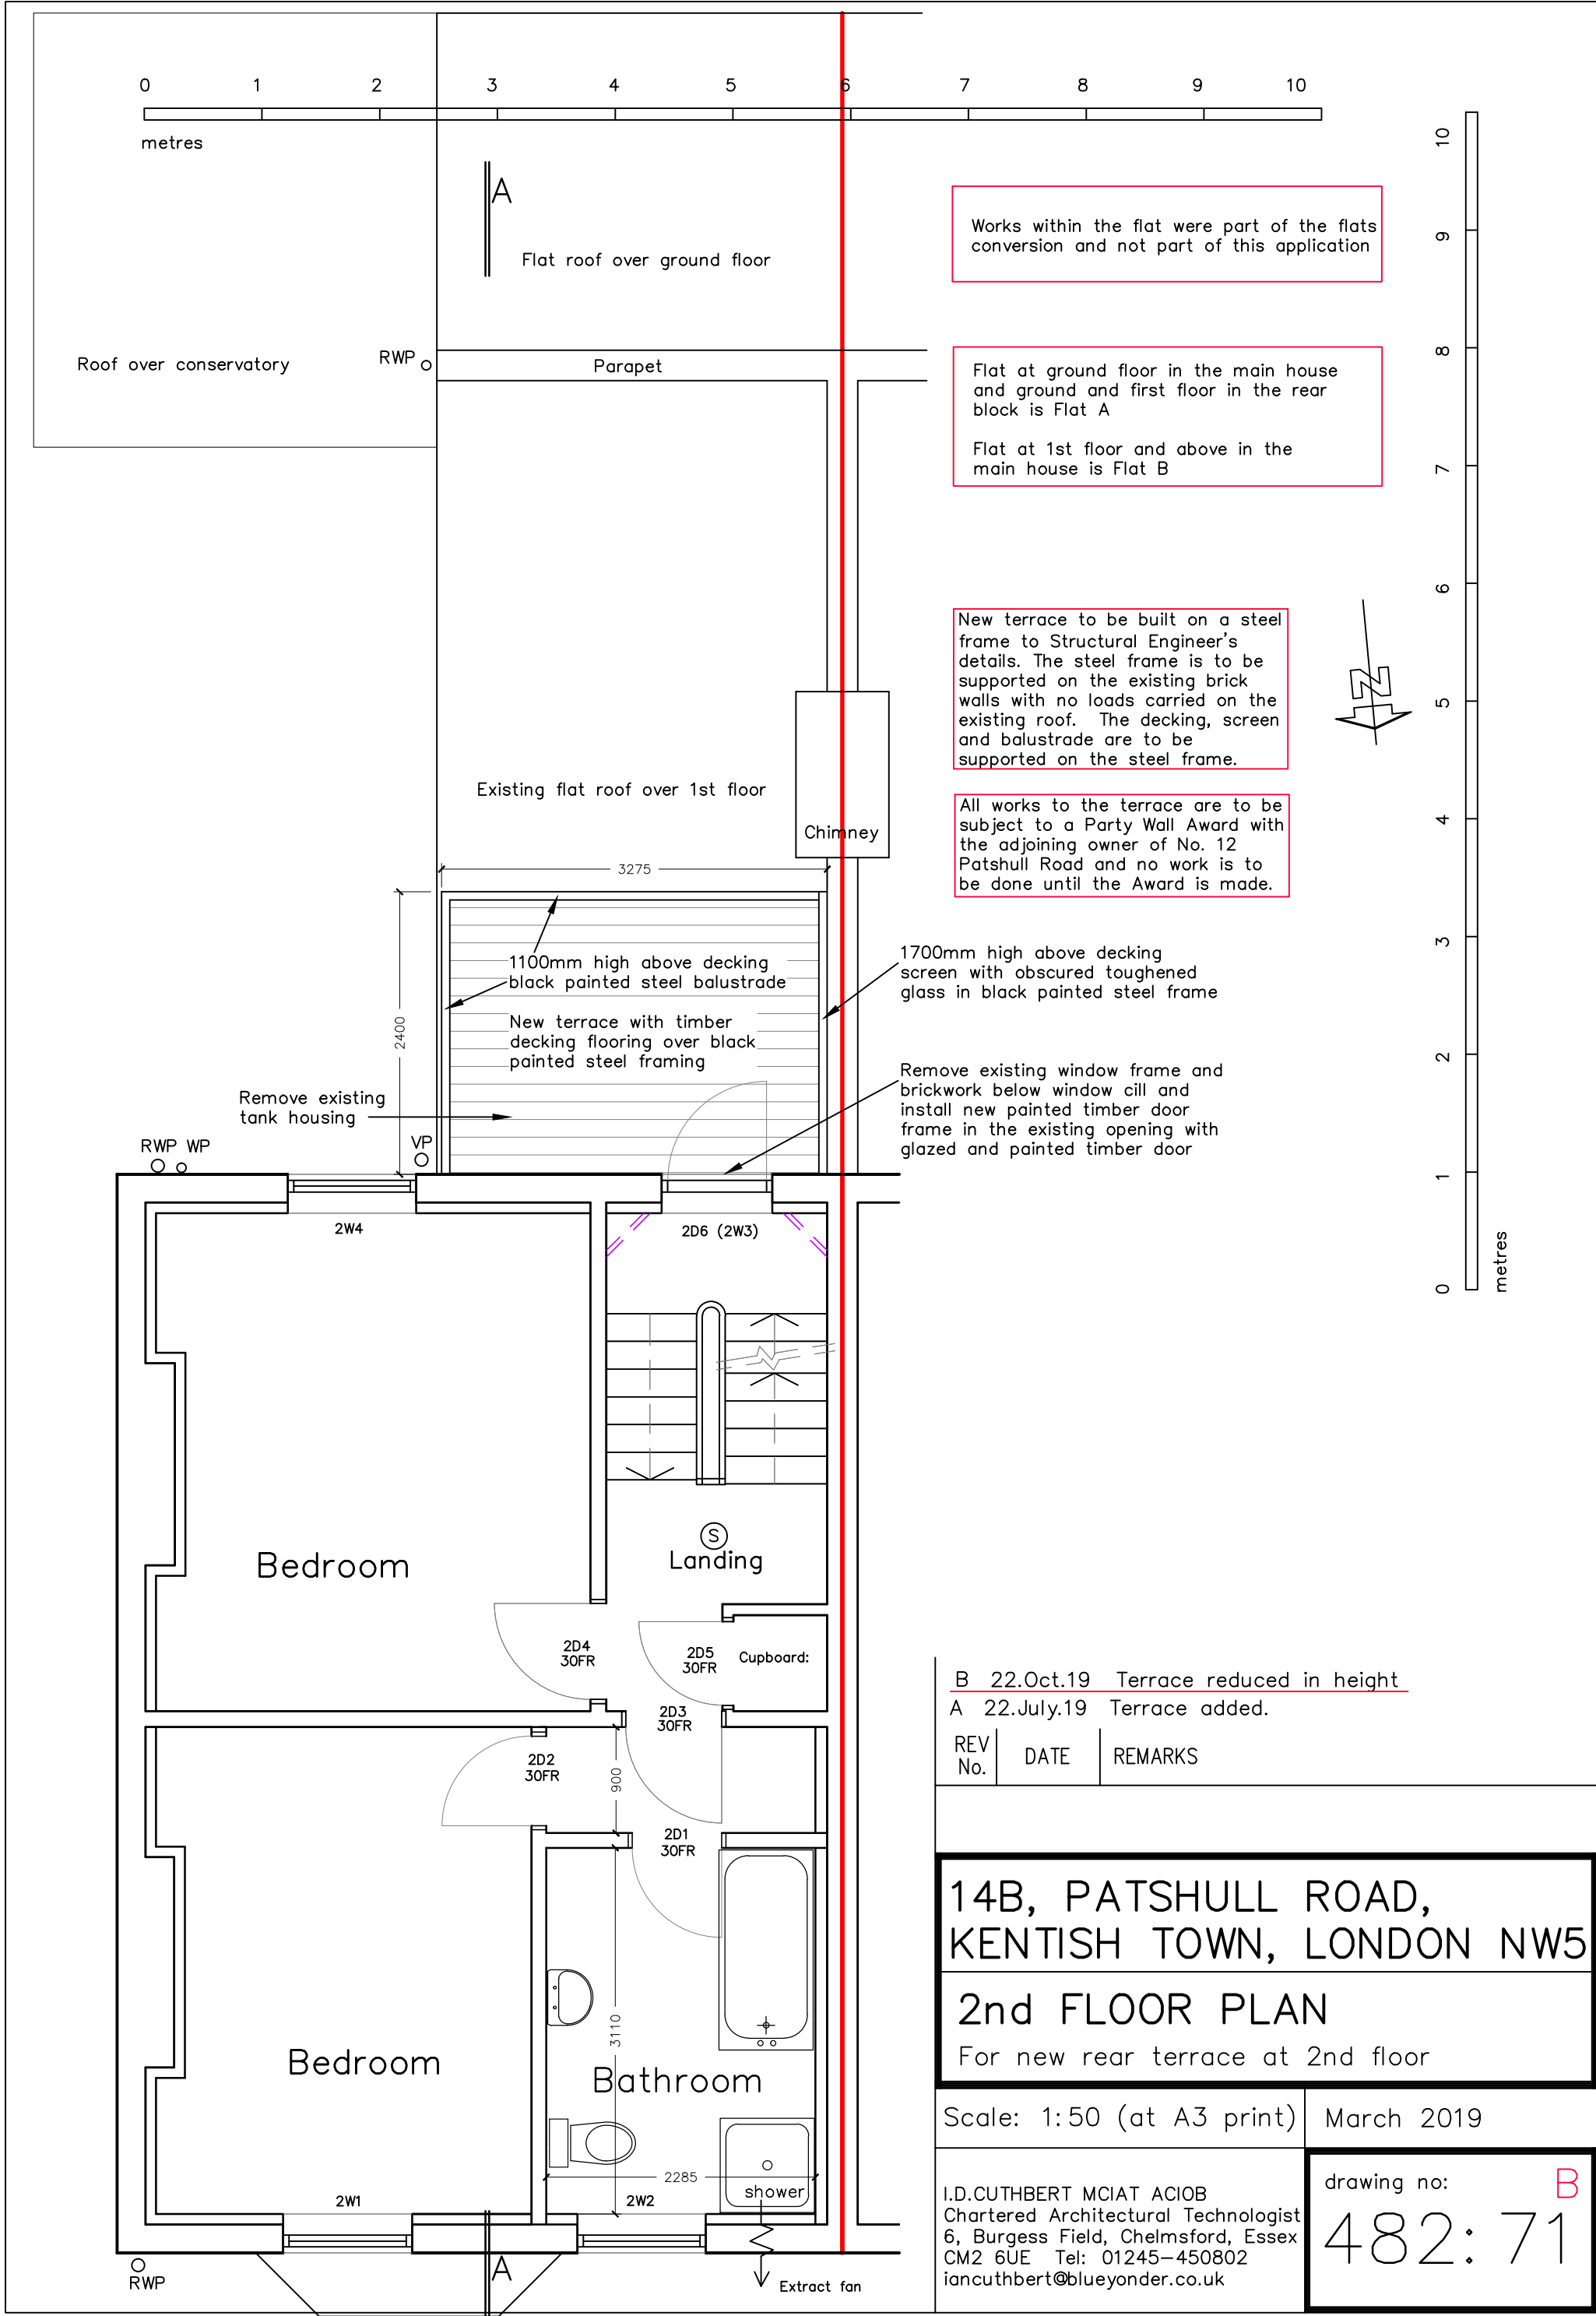 0 1 2 3 4 5 6 7 8 9 10
metres
A
Flat roof over ground floor
Roof over conservatory
RWP
Parapet
Works within the flat were part of the flats
conversion and not part of this application
Flat at ground floor in the main house
and ground and first floor in the rear
block is Flat A
Flat at 1st floor and above in the
main house is Flat B
10
9
8
7
6
5
4
3
2
1
0
metres
New terrace to be built on a steel
frame to Structural Engineer's
details. The steel frame is to be
supported on the existing brick
walls with no loads carried on the
existing roof. The decking, screen
and balustrade are to be
supported on the steel frame.
N
All works to the terrace are to be
subject to a Party Wall Award with
the adjoining owner of No. 12
Patshull Road and no work is to
be done until the Award is made.
Existing flat roof over 1st floor
Chimney
3275
2400
1100mm high above decking
black painted steel balustrade
New terrace with timber
decking flooring over black
painted steel framing
1700mm high above decking
screen with obscured toughened
glass in black painted steel frame
Remove existing window frame and
brickwork below window cill and
install new painted timber door
frame in the existing opening with
glazed and painted timber door
Remove existing
tank housing
RWP WP
VP
2W4
2D6 (2W3)
Bedroom
S
Landing
2D4
30FR
2D5
30FR
Cupboard:
2D3
30FR
2D2
30FR
900
2D1
30FR
3110
Bedroom
Bathroom
2285
shower
2W1
2W2
RWP
A
Extract fan
B 22.Oct.19 Terrace reduced in height
A 22.July.19 Terrace added.
REV No. DATE REMARKS
14B, PATSHULL ROAD,
KENTISH TOWN, LONDON NW5
2nd FLOOR PLAN
For new rear terrace at 2nd floor
Scale: 1:50 (at A3 print) March 2019
I.D.CUTHBERT MCIAT ACIOB
Chartered Architectural Technologist
6, Burgess Field, Chelmsford, Essex
CM2 6UE Tel: 01245-450802
iancuthbert@blueyonder.co.uk
drawing no: B
482:71